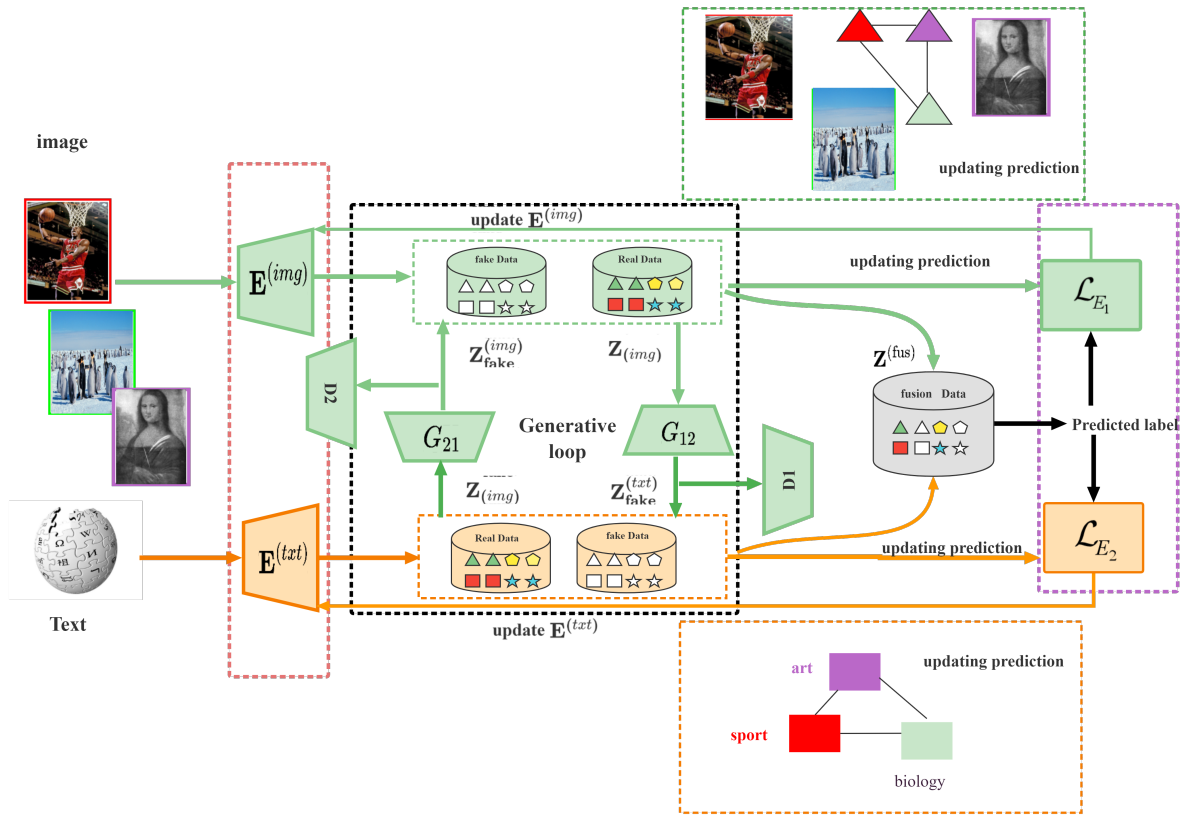 updating prediction
image
update E^(img)
E^(img)
fake Data
Real Data
updating prediction
L_E1
Z_fake^(img)
Z_(img)
Z^(fus)
D2
G21
Generative
loop
G12
D1
fusion Data
Predicted label
Z_(img)
Z_fake^(txt)
E^(txt)
Real Data
fake Data
updating prediction
L_E2
Text
update E^(txt)
art
updating prediction
sport
biology